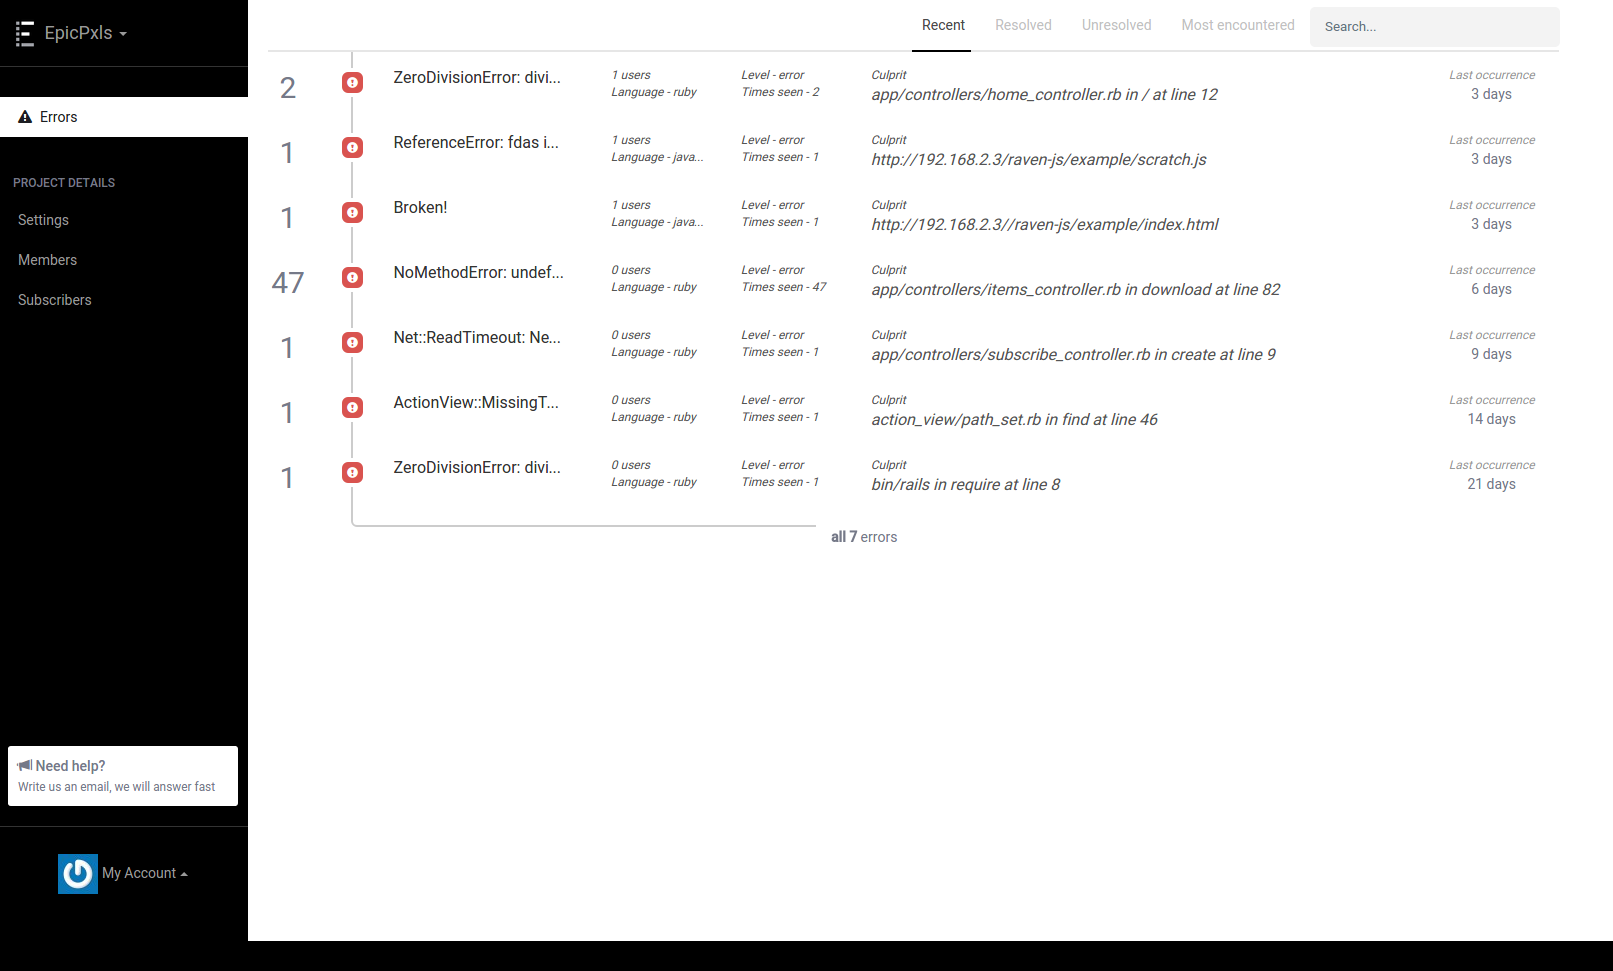 EpicPxls
Errors
PROJECT DETAILS
Settings
Members
Subscribers
Need help?
Write us an email, we will answer fast
My Account
Recent Resolved Unresolved Most encountered Search...
2 ZeroDivisionError: divi... 1 users Level - error Culprit Last occurrence
Language - ruby Times seen - 2 app/controllers/home_controller.rb in / at line 12 3 days
1 ReferenceError: fdas i... 1 users Level - error Culprit Last occurrence
Language - java... Times seen - 1 http://192.168.2.3/raven-js/example/scratch.js 3 days
1 Broken! 1 users Level - error Culprit Last occurrence
Language - java... Times seen - 1 http://192.168.2.3//raven-js/example/index.html 3 days
47 NoMethodError: undef... 0 users Level - error Culprit Last occurrence
Language - ruby Times seen - 47 app/controllers/items_controller.rb in download at line 82 6 days
1 Net::ReadTimeout: Ne... 0 users Level - error Culprit Last occurrence
Language - ruby Times seen - 1 app/controllers/subscribe_controller.rb in create at line 9 9 days
1 ActionView::MissingT... 0 users Level - error Culprit Last occurrence
Language - ruby Times seen - 1 action_view/path_set.rb in find at line 46 14 days
1 ZeroDivisionError: divi... 0 users Level - error Culprit Last occurrence
Language - ruby Times seen - 1 bin/rails in require at line 8 21 days
all 7 errors